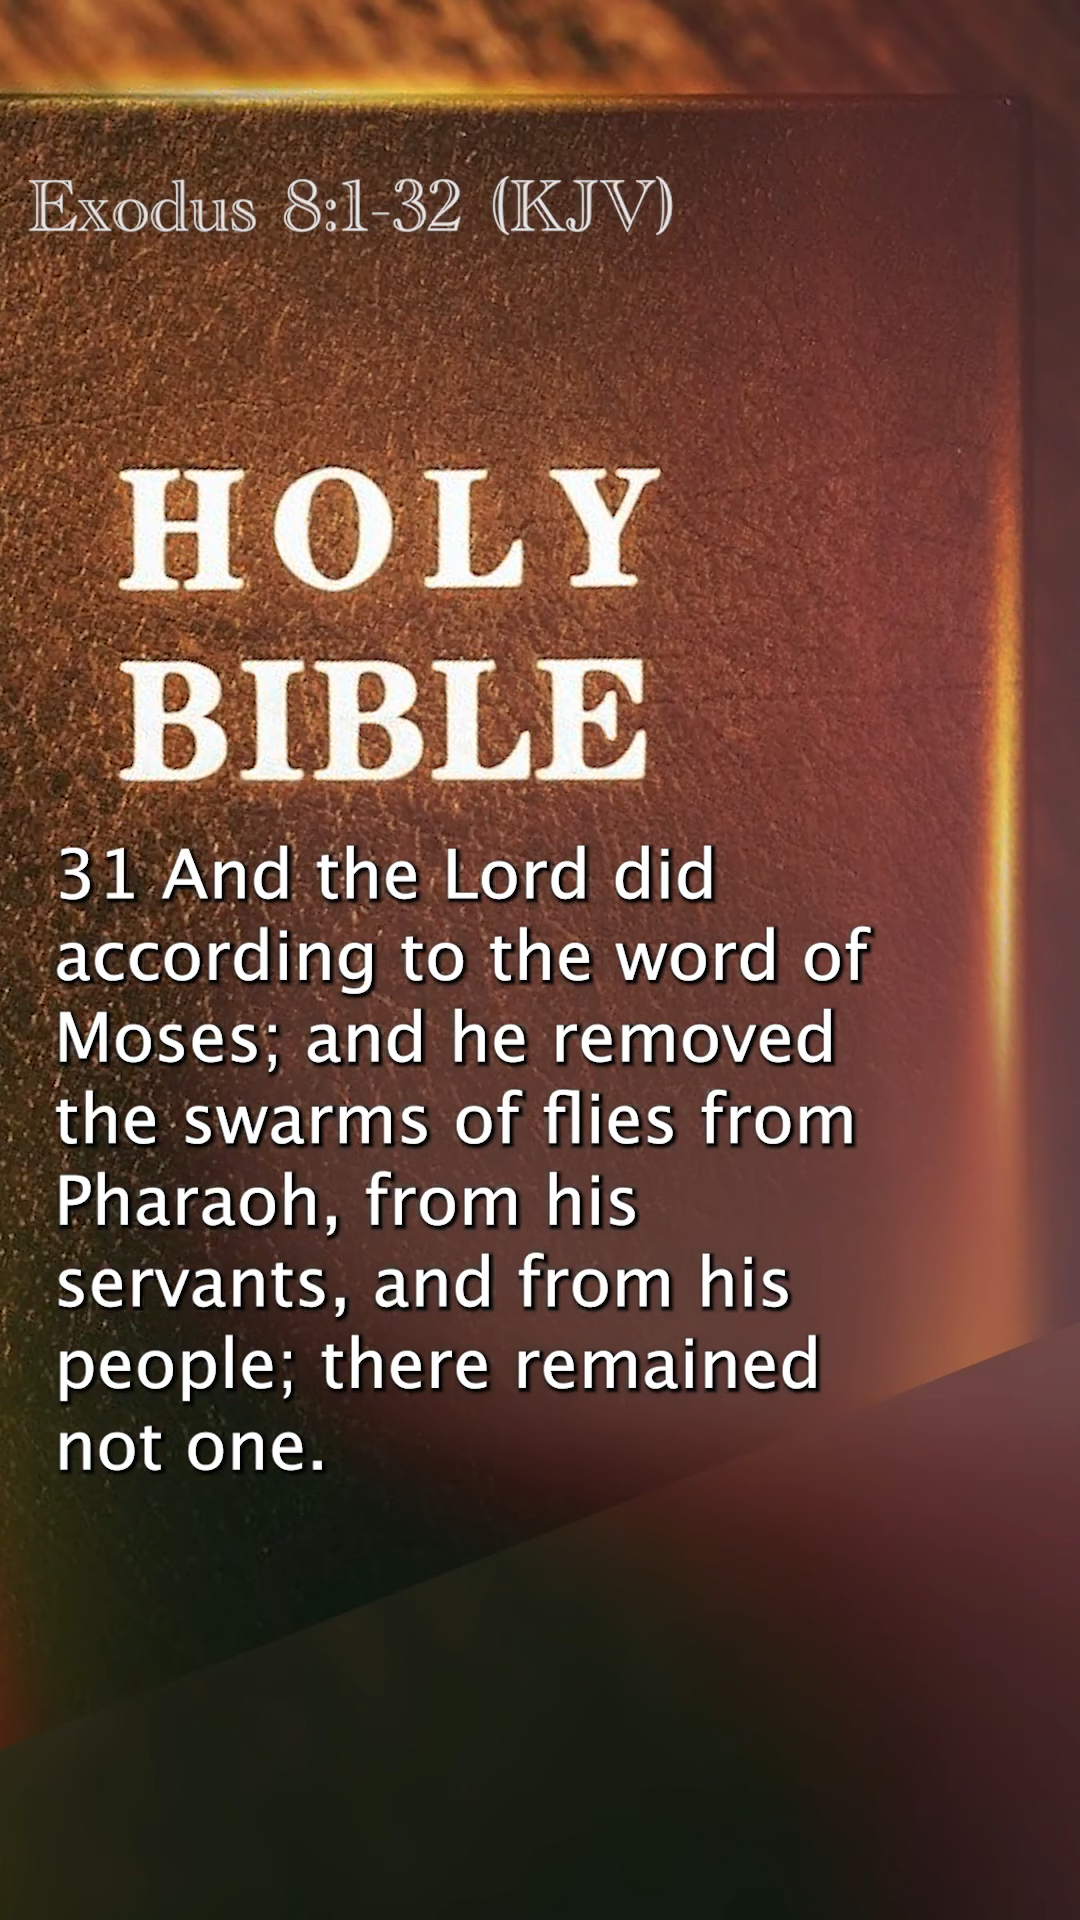 Exodus 8:1-32 (KJV)
HOLY
BIBLE
31 And the Lord did
according to the word of
Moses; and he removed
the swarms of flies from
Pharaoh, from his
servants, and from his
people; there remained
not one.